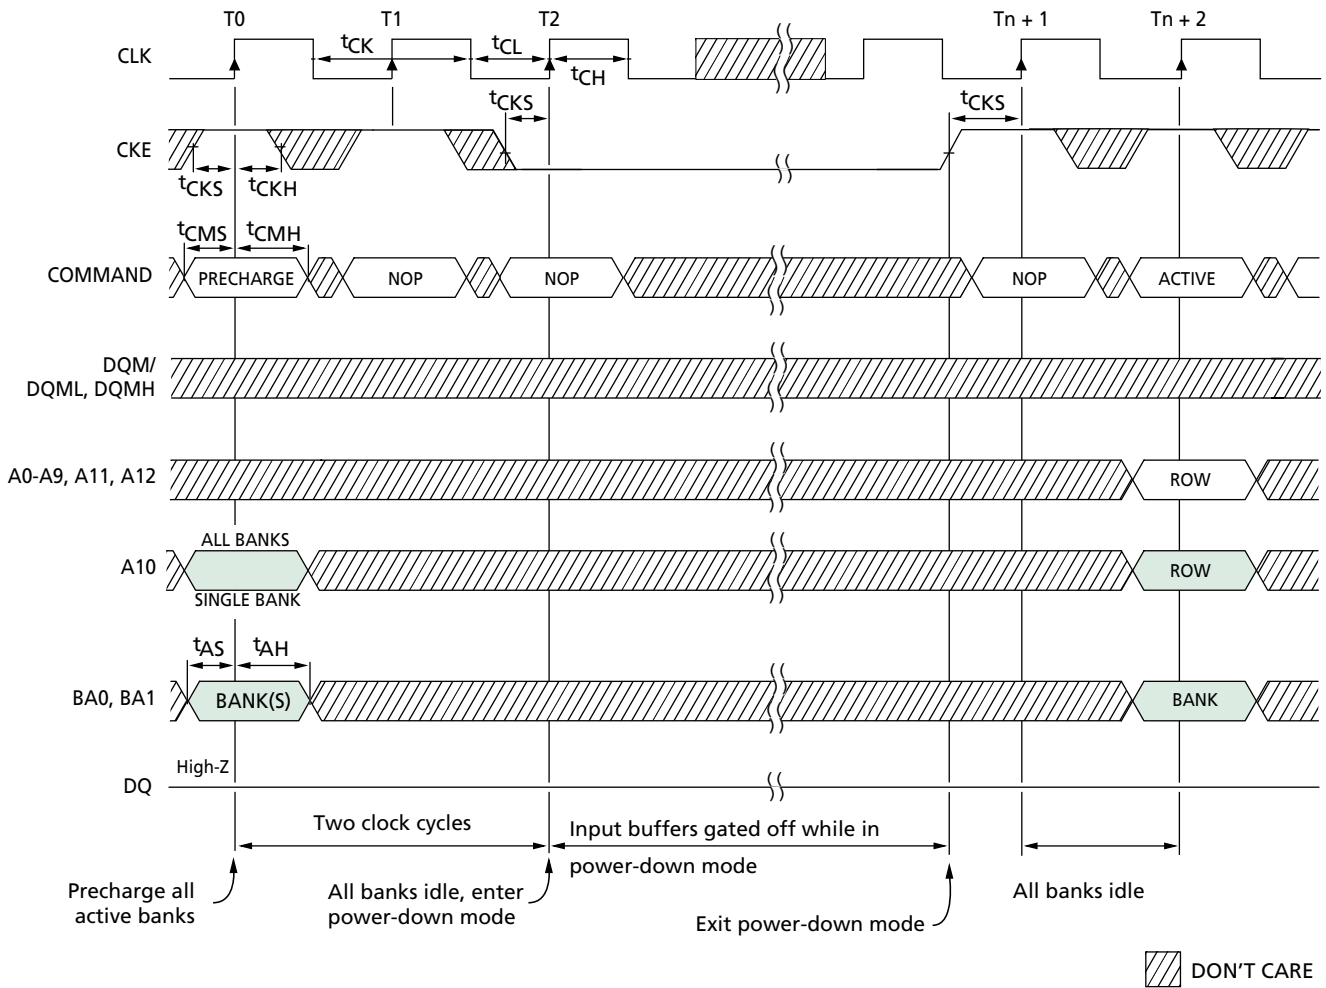 T0
T1
T2
Tn + 1
Tn + 2
CLK
tCK
tCL
tCH
tCKS
tCKS
CKE
tCKS
tCKH
tCMS
tCMH
COMMAND
PRECHARGE
NOP
NOP
NOP
ACTIVE
DQM/
DQML, DQMH
A0-A9, A11, A12
ROW
ALL BANKS
A10
ROW
SINGLE BANK
tAS
tAH
BA0, BA1
BANK(S)
BANK
High-Z
DQ
Two clock cycles
Input buffers gated off while in
power-down mode
Precharge all
active banks
All banks idle, enter
power-down mode
Exit power-down mode
All banks idle
DON'T CARE